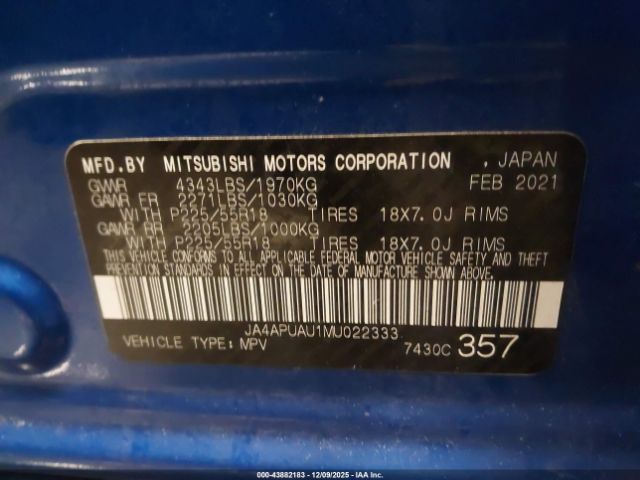 MFD.BY MITSUBISHI MOTORS CORPORATION , JAPAN
GVWR 4343LBS/1970KG FEB 2021
GAWR FR 2271LBS/1030KG
WITH P225/55R18 TIRES 18X7.0J RIMS
GAWR RR 2205LBS/1000KG
WITH P225/55R18 TIRES 18X7.0J RIMS
THIS VEHICLE CONFORMS TO ALL APPLICABLE FEDERAL MOTOR VEHICLE SAFETY AND THEFT
PREVENTION STANDARDS IN EFFECT ON THE DATE OF MANUFACTURE SHOWN ABOVE.
JA4APUAU1MU022333
VEHICLE TYPE: MPV 7430C 357
000-43882183 - 12/09/2025 - IAA Inc.